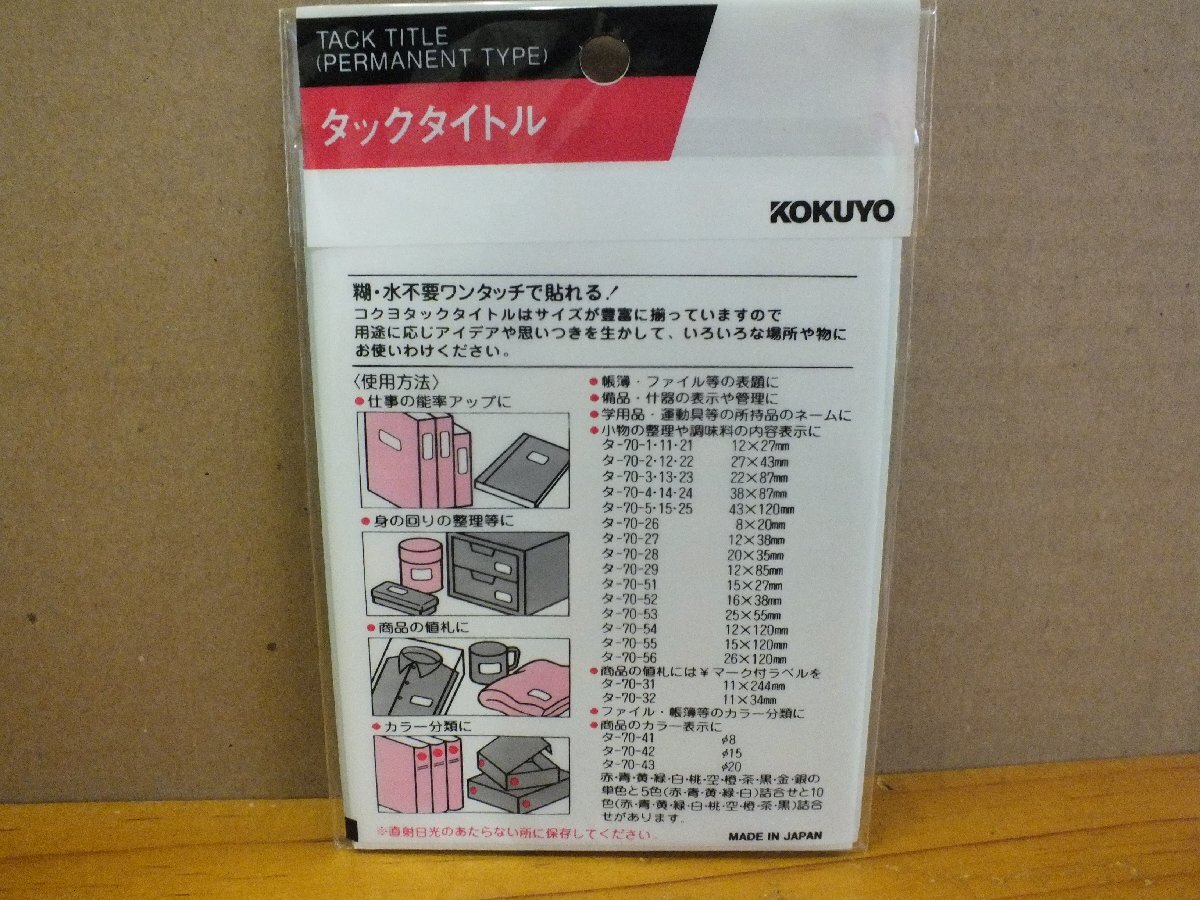 TACK TITLE
(PERMANENT TYPE)
タックタイトル
KOKUYO
糊・水不要ワンタッチで貼れる!
コクヨタックタイトルはサイズが豊富に揃っていますので
用途に応じアイデアや思いつきを生かして、いろいろな場所や物に
お使いわけください。
〈使用方法〉
●仕事の能率アップに
●身の回りの整理等に
●商品の値札に
●カラー分類に
●帳簿・ファイル等の表題に
●備品・什器の表示や管理に
●学用品・運動具等の所持品のネームに
●小物の整理や調味料の内容表示に
タ-70-1・11・21 12×27mm
タ-70-2・12・22 27×43mm
タ-70-3・13・23 22×87mm
タ-70-4・14・24 38×87mm
タ-70-5・15・25 43×120mm
タ-70-26 8×20mm
タ-70-27 12×38mm
タ-70-28 20×35mm
タ-70-29 12×85mm
タ-70-51 15×27mm
タ-70-52 16×38mm
タ-70-53 25×55mm
タ-70-54 12×120mm
タ-70-55 15×120mm
タ-70-56 26×120mm
●商品の値札には¥マーク付ラベルを
タ-70-31 11×244mm
タ-70-32 11×34mm
●ファイル・帳簿等のカラー分類に
●商品のカラー表示に
タ-70-41 φ8
タ-70-42 φ15
タ-70-43 φ20
赤・青・黄・緑・白・桃・空・橙・茶・黒・金・銀の
単色と5色(赤・青・黄・緑・白)詰合せと10
色(赤・青・黄・緑・白・桃・空・橙・茶・黒)詰合
せがあります。
※直射日光のあたらない所に保存してください。
MADE IN JAPAN